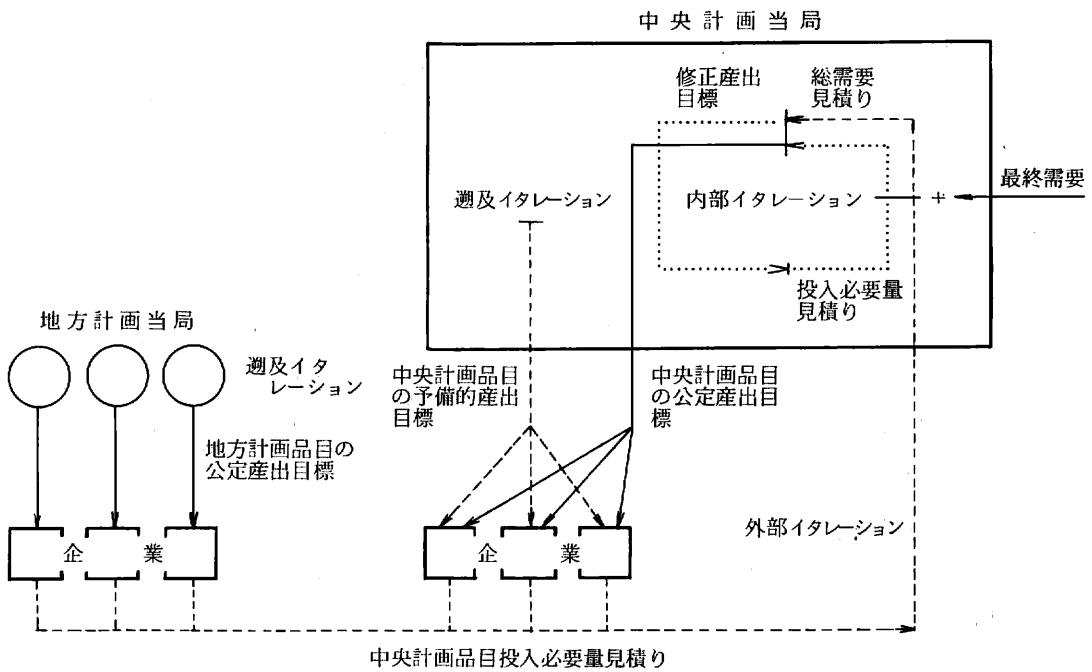 中央計画当局
修正産出
目標
総需要
見積り
最終需要
遡及イタレーション
内部イタレーション
+
投入必要量
見積り
地方計画当局
遡及イタ
レーション
中央計画品目
の予備的産出
目標
中央計画品目
の公定産出目
標
地方計画品目の
公定産出目標
外部イタレーション
企業
企業
中央計画品目投入必要量見積り